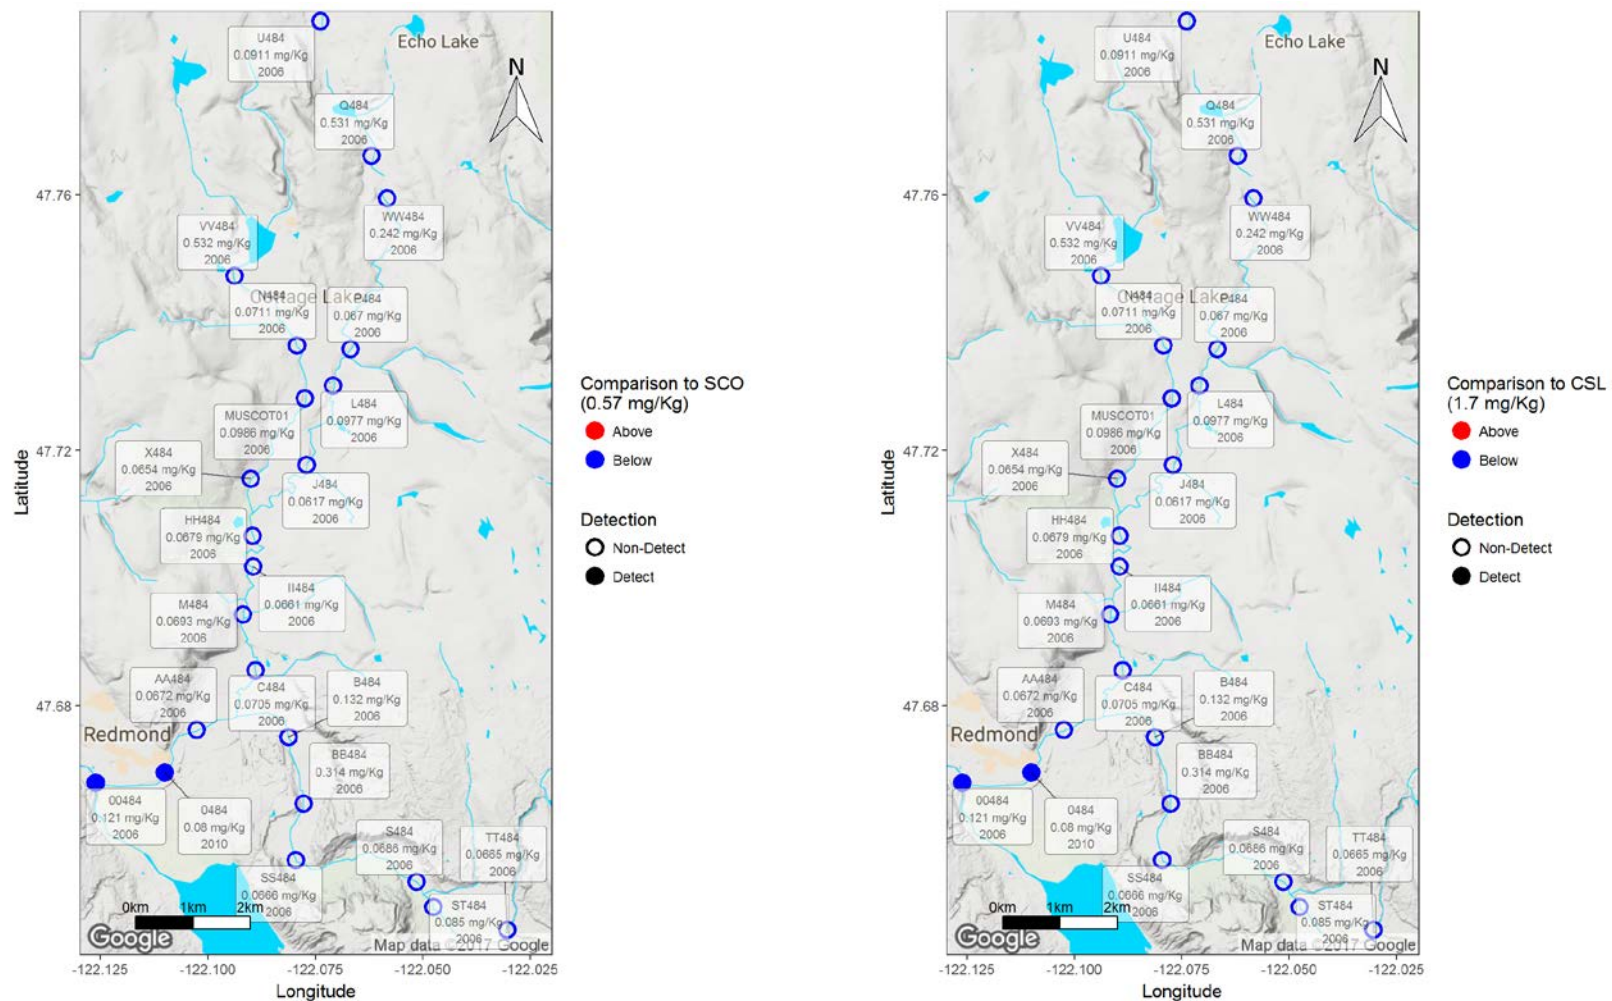 Echo Lake
N
U484
0.0911 mg/Kg
2006
Q484
0.531 mg/Kg
2006
WW484
0.242 mg/Kg
2006
VV484
0.532 mg/Kg
2006
Cottage Lake
N484
0.0711 mg/Kg
2006
P484
0.067 mg/Kg
2006
L484
0.0977 mg/Kg
2006
MUSCOT01
0.0986 mg/Kg
2006
X484
0.0654 mg/Kg
2006
J484
0.0617 mg/Kg
2006
HH484
0.0679 mg/Kg
2006
II484
0.0661 mg/Kg
2006
M484
0.0693 mg/Kg
2006
AA484
0.0672 mg/Kg
2006
C484
0.0705 mg/Kg
2006
B484
0.132 mg/Kg
2006
Redmond
BB484
0.314 mg/Kg
2006
00484
0.121 mg/Kg
2006
0484
0.08 mg/Kg
2010
S484
0.0686 mg/Kg
2006
TT484
0.0665 mg/Kg
2006
SS484
0.0666 mg/Kg
2006
ST484
0.085 mg/Kg
2006
0km 1km 2km
Google
Map data ©2017 Google
47.76
47.72
47.68
Latitude
-122.125 -122.100 -122.075 -122.050 -122.025
Longitude
Comparison to SCO
(0.57 mg/Kg)
Above
Below
Detection
Non-Detect
Detect
Echo Lake
N
U484
0.0911 mg/Kg
2006
Q484
0.531 mg/Kg
2006
WW484
0.242 mg/Kg
2006
VV484
0.532 mg/Kg
2006
Cottage Lake
N484
0.0711 mg/Kg
2006
P484
0.067 mg/Kg
2006
L484
0.0977 mg/Kg
2006
MUSCOT01
0.0986 mg/Kg
2006
X484
0.0654 mg/Kg
2006
J484
0.0617 mg/Kg
2006
HH484
0.0679 mg/Kg
2006
II484
0.0661 mg/Kg
2006
M484
0.0693 mg/Kg
2006
AA484
0.0672 mg/Kg
2006
C484
0.0705 mg/Kg
2006
B484
0.132 mg/Kg
2006
Redmond
BB484
0.314 mg/Kg
2006
00484
0.121 mg/Kg
2006
0484
0.08 mg/Kg
2010
S484
0.0686 mg/Kg
2006
TT484
0.0665 mg/Kg
2006
SS484
0.0666 mg/Kg
2006
ST484
0.085 mg/Kg
2006
0km 1km 2km
Google
Map data ©2017 Google
47.76
47.72
47.68
Latitude
-122.125 -122.100 -122.075 -122.050 -122.025
Longitude
Comparison to CSL
(1.7 mg/Kg)
Above
Below
Detection
Non-Detect
Detect